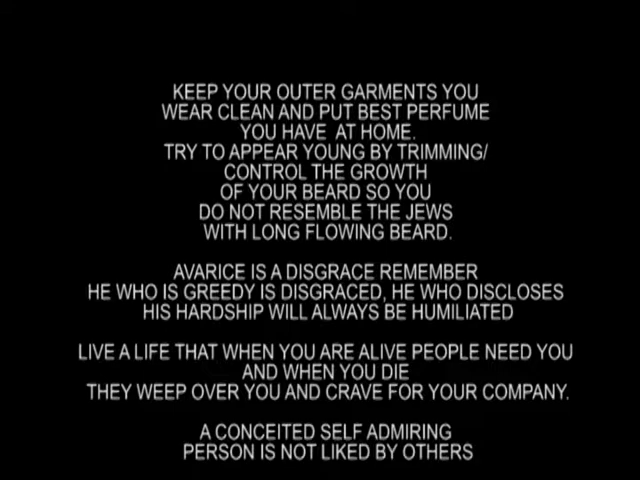 KEEP YOUR OUTER GARMENTS YOU
WEAR CLEAN AND PUT BEST PERFUME
YOU HAVE AT HOME.
TRY TO APPEAR YOUNG BY TRIMMING/
CONTROL THE GROWTH
OF YOUR BEARD SO YOU
DO NOT RESEMBLE THE JEWS
WITH LONG FLOWING BEARD.
AVARICE IS A DISGRACE REMEMBER
HE WHO IS GREEDY IS DISGRACED, HE WHO DISCLOSES
HIS HARDSHIP WILL ALWAYS BE HUMILIATED
LIVE A LIFE THAT WHEN YOU ARE ALIVE PEOPLE NEED YOU
AND WHEN YOU DIE
THEY WEEP OVER YOU AND CRAVE FOR YOUR COMPANY.
A CONCEITED SELF ADMIRING
PERSON IS NOT LIKED BY OTHERS